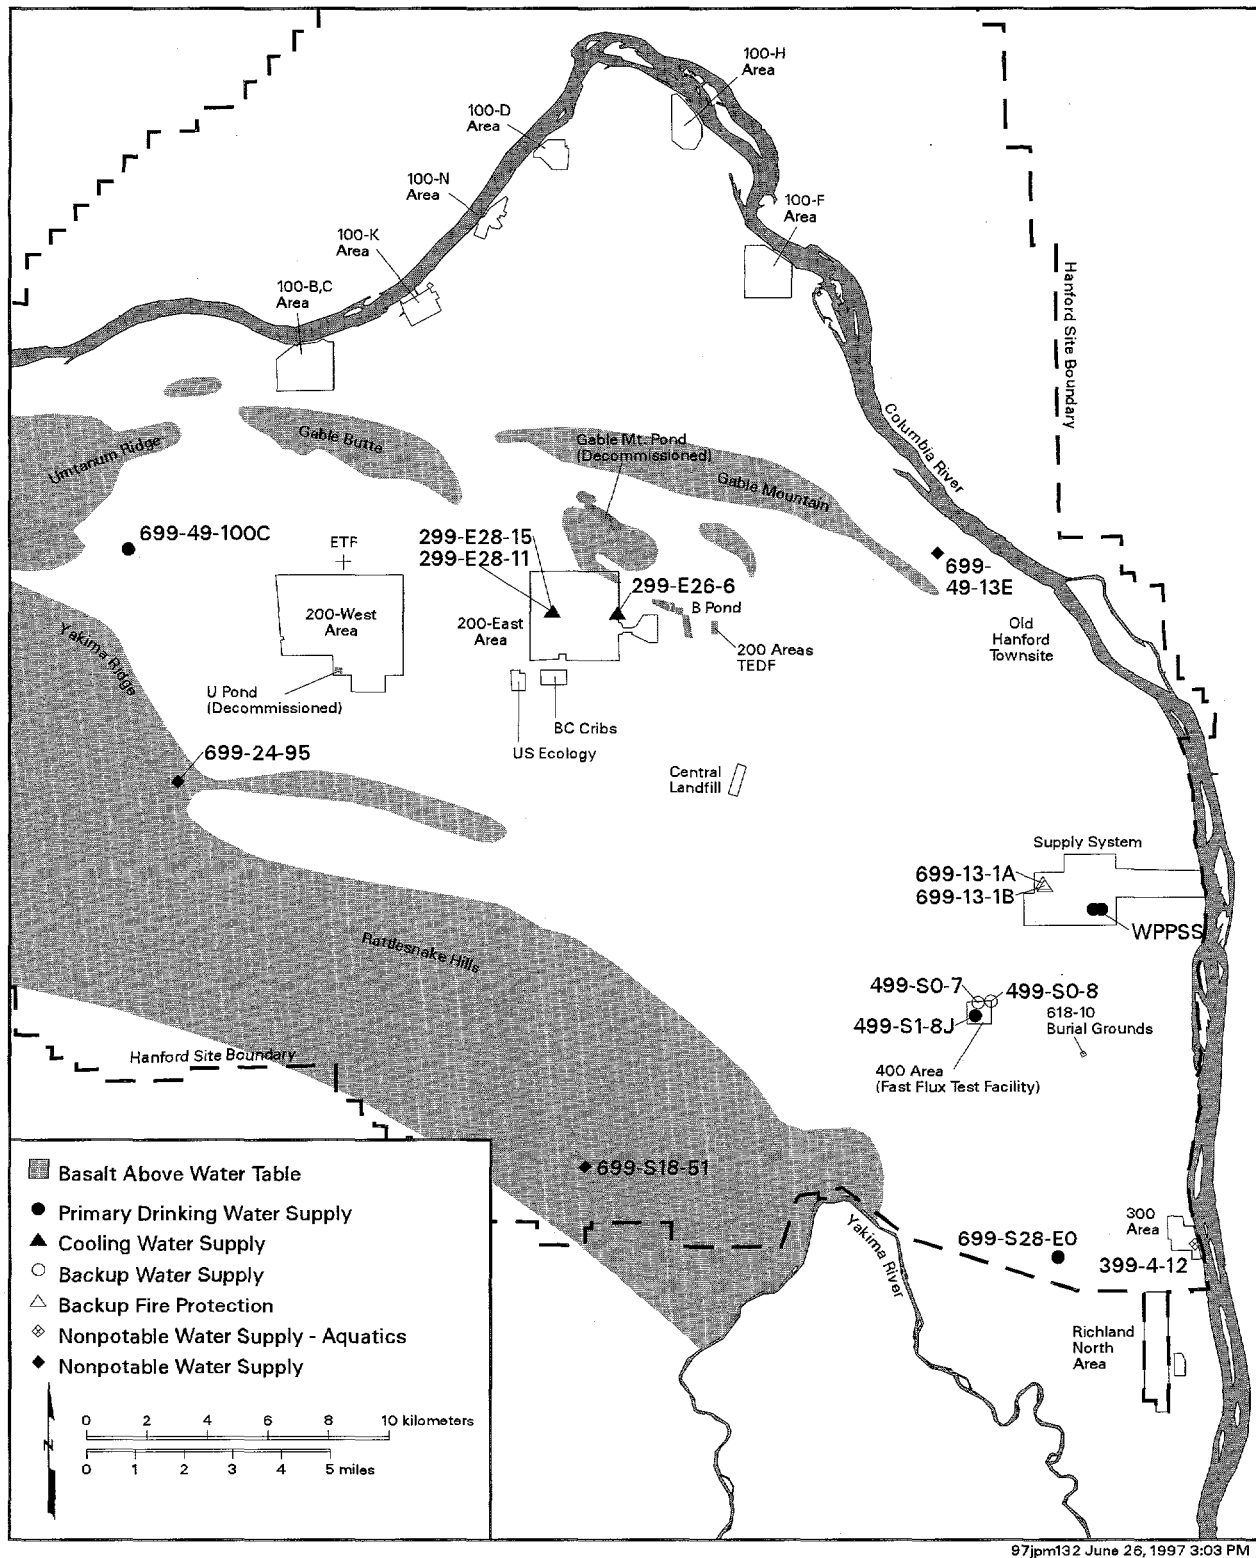 100-H
Area
100-D
Area
100-N
Area
100-F
Area
100-K
Area
100-B,C
Area
Hanford Site Boundary
Columbia River
Umtanum Ridge
Gable Butte
Gable Mt. Pond
(Decommissioned)
Gable Mountain
699-49-100C
ETF
299-E28-15
299-E28-11
299-E26-6
699-
49-13E
200-West
Area
200-East
Area
B Pond
200 Areas
TEDF
Old
Hanford
Townsite
Yakima Ridge
U Pond
(Decommissioned)
BC Cribs
US Ecology
699-24-95
Central
Landfill
Supply System
699-13-1A
699-13-1B
WPPSS
Rattlesnake Hills
499-S0-7
499-S0-8
499-S1-8J
618-10
Burial Grounds
400 Area
(Fast Flux Test Facility)
Hanford Site Boundary
699-S18-51
Yakima River
300
Area
699-S28-E0
399-4-12
Richland
North
Area
Basalt Above Water Table
Primary Drinking Water Supply
Cooling Water Supply
Backup Water Supply
Backup Fire Protection
Nonpotable Water Supply - Aquatics
Nonpotable Water Supply
N
0 2 4 6 8 10 kilometers
0 1 2 3 4 5 miles
97jpm132 June 26, 1997 3:03 PM